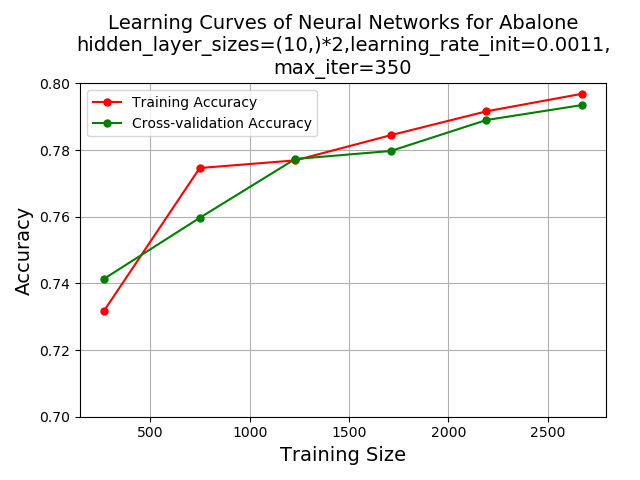 Learning Curves of Neural Networks for Abalone
hidden_layer_sizes=(10,)*2,learning_rate_init=0.0011,
max_iter=350
Training Accuracy
Cross-validation Accuracy
Accuracy
0.80
0.78
0.76
0.74
0.72
0.70
500 1000 1500 2000 2500
Training Size